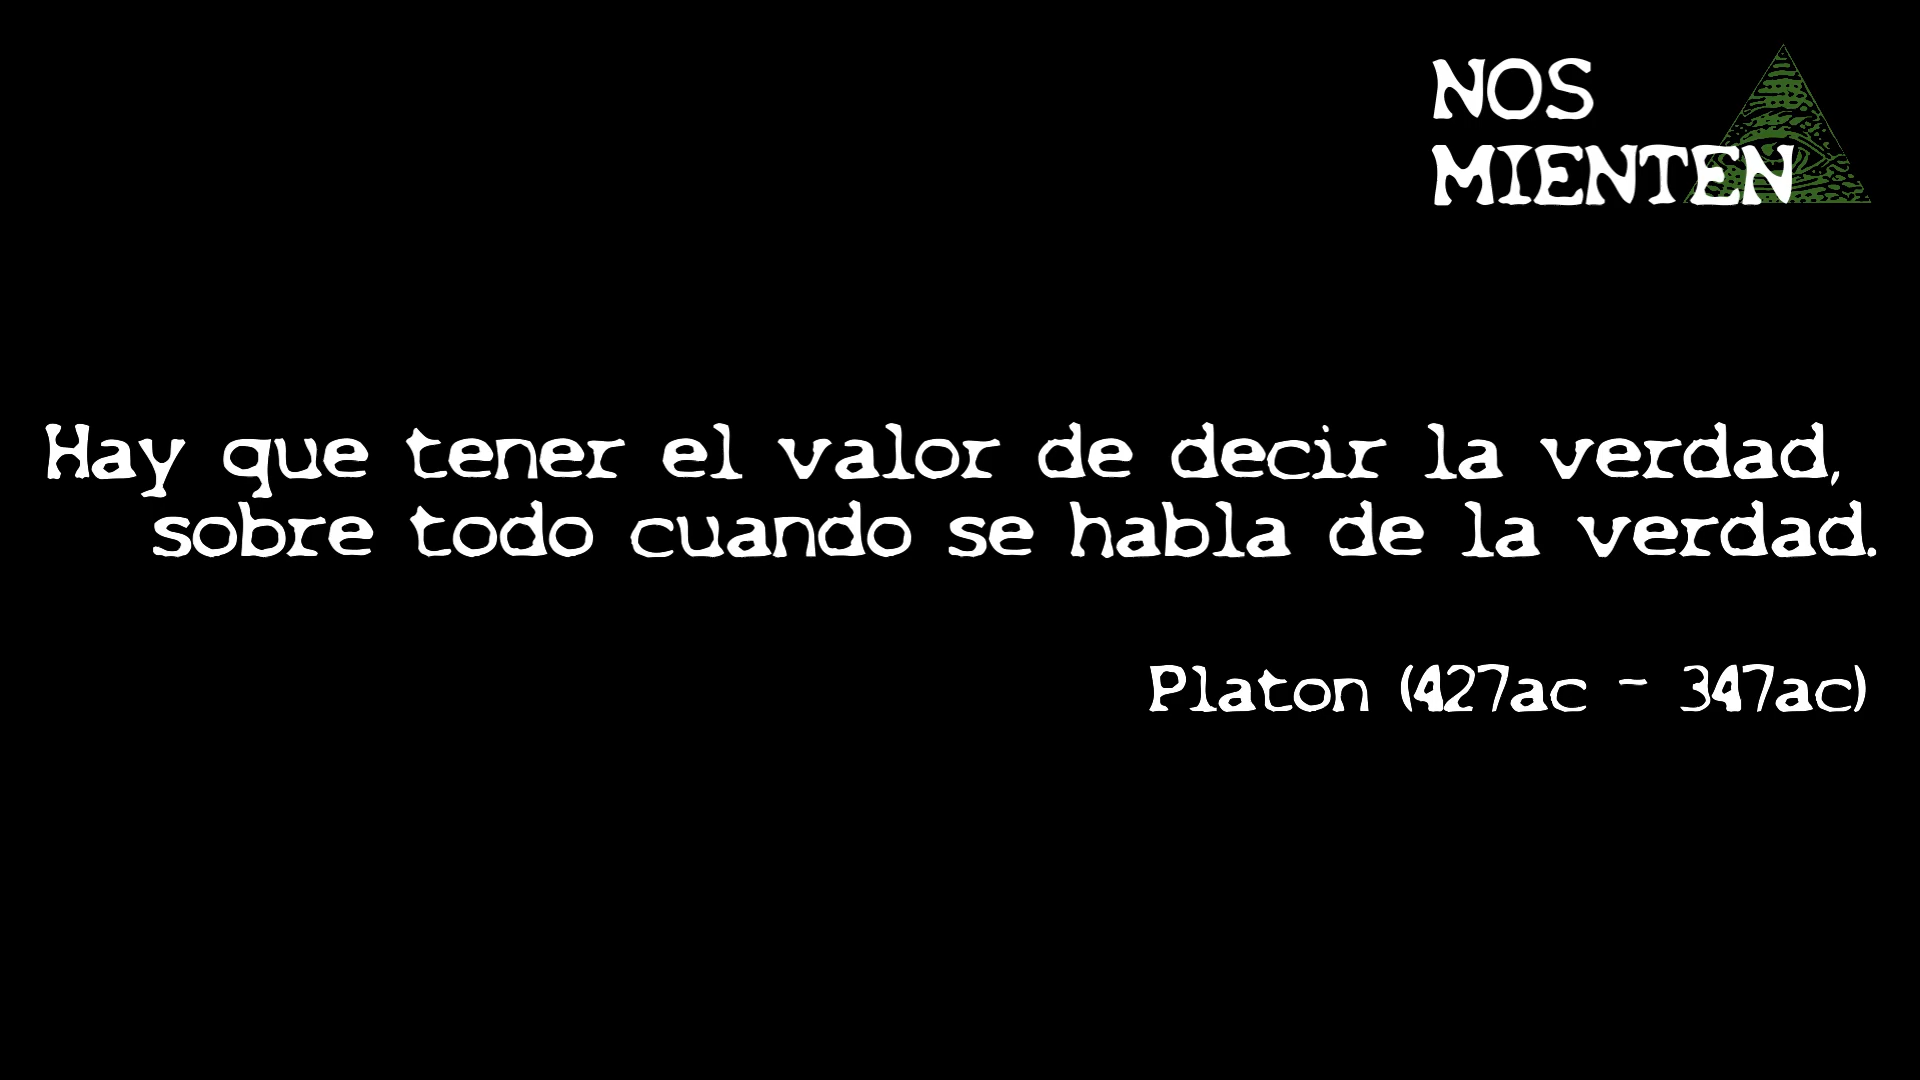 NOS
MIENTEN
Hay que tener el valor de decir la verdad,
sobre todo cuando se habla de la verdad.
Platon (427ac - 347ac)